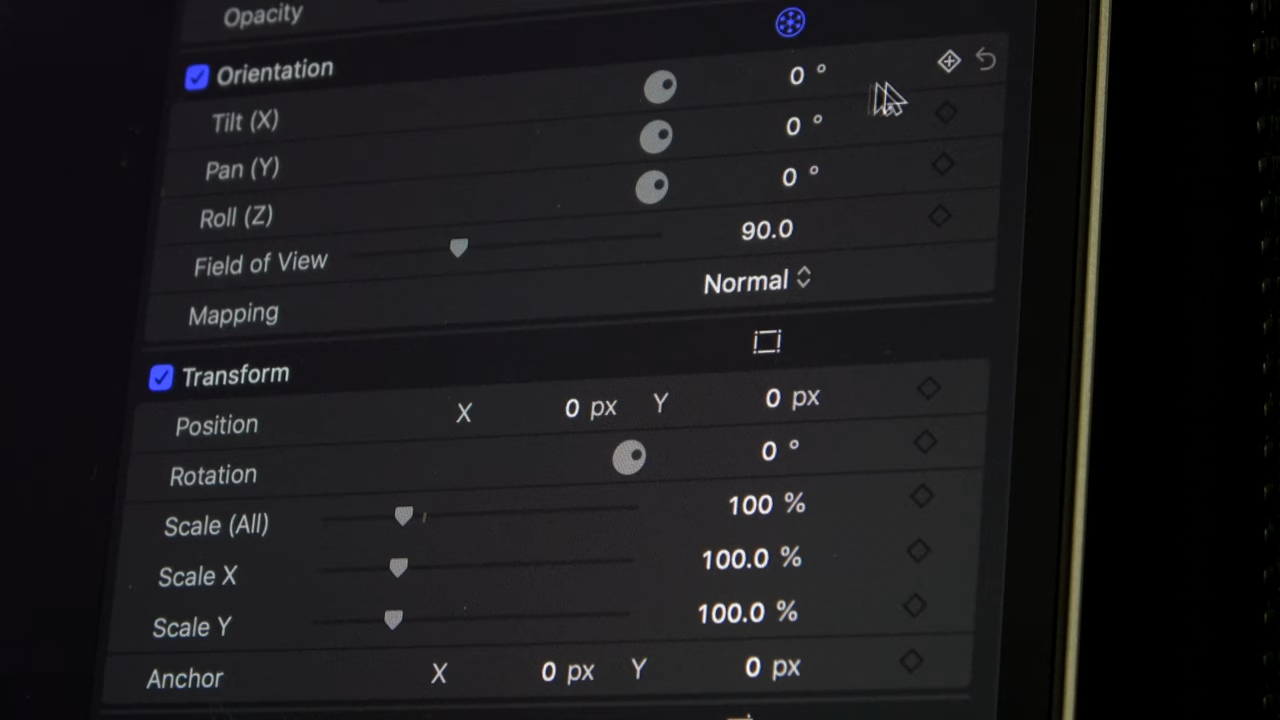 Opacity
Orientation
Tilt (X) 0 °
Pan (Y) 0 °
Roll (Z) 0 °
Field of View 90.0
Mapping Normal
Transform
Position X 0 px Y 0 px
Rotation 0 °
Scale (All) 100 %
Scale X 100.0 %
Scale Y 100.0 %
Anchor X 0 px Y 0 px